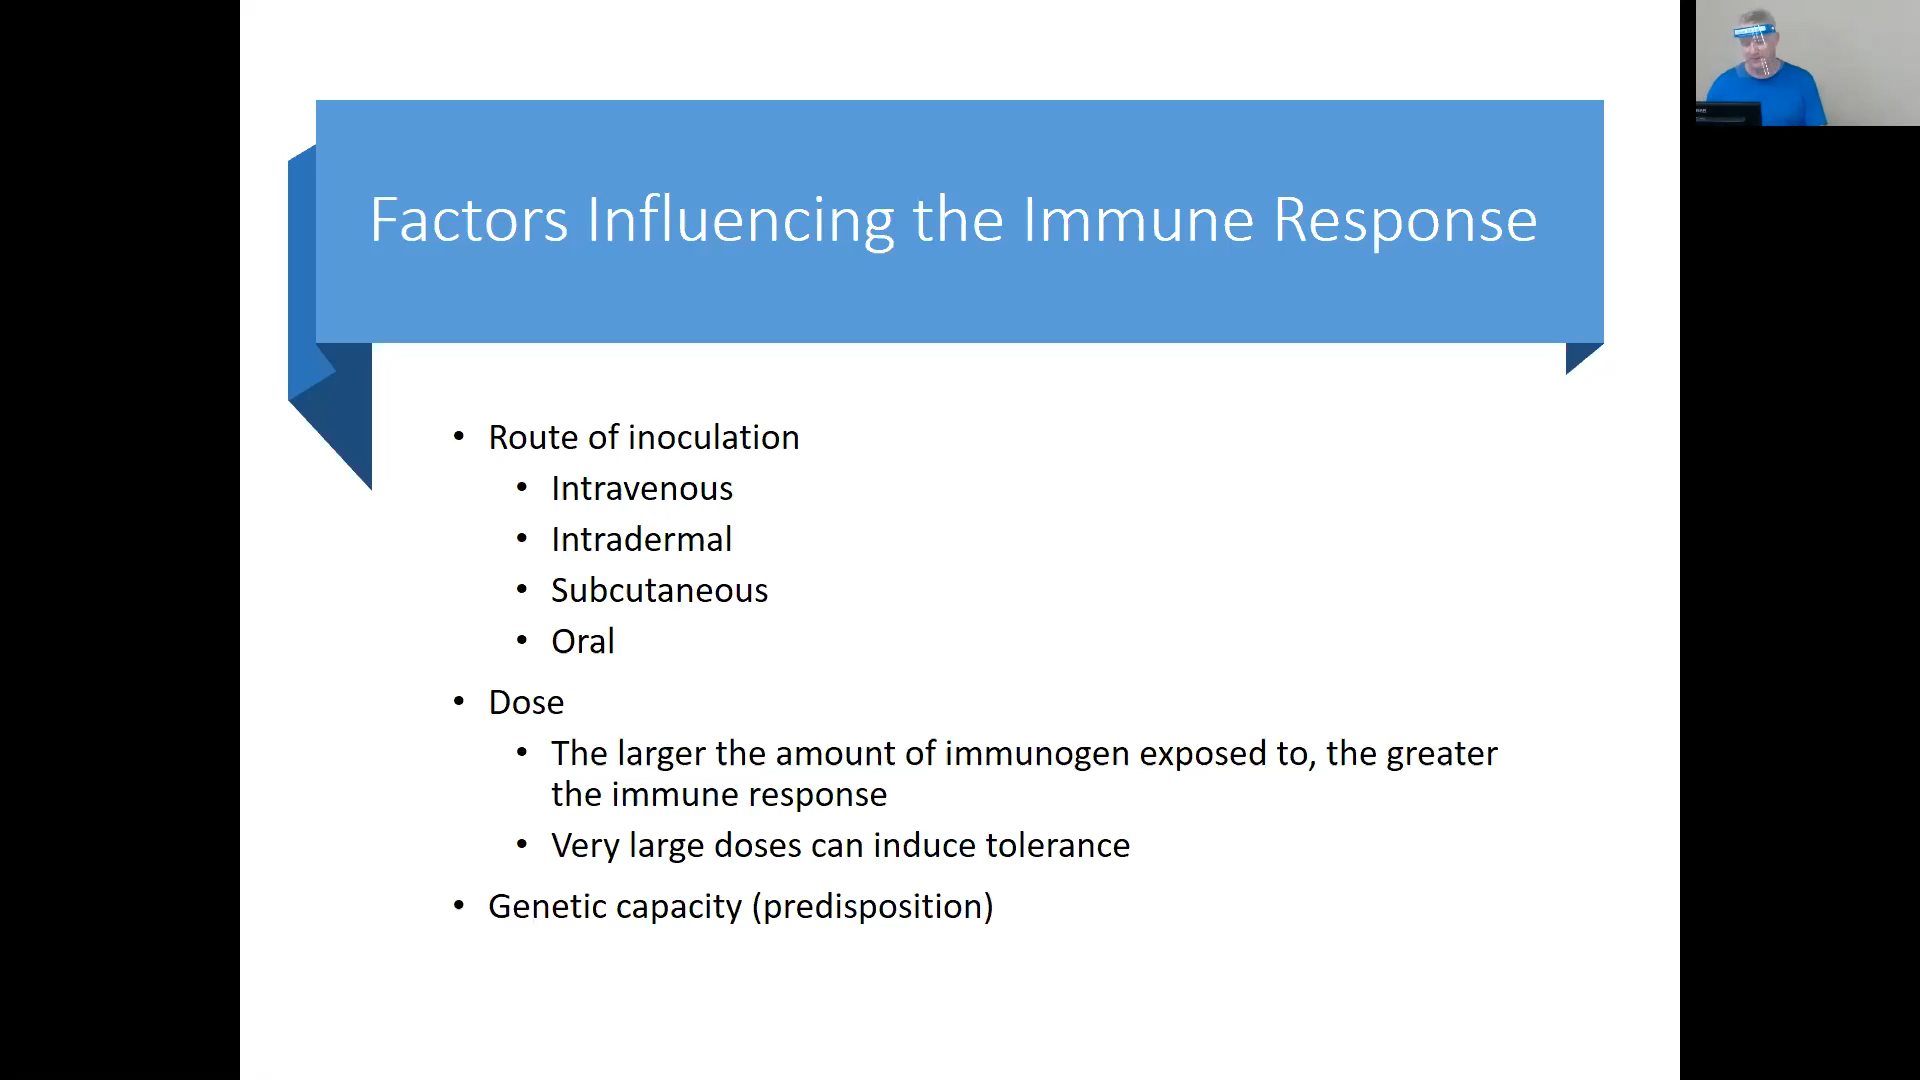 Factors Influencing the Immune Response
• Route of inoculation
• Intravenous
• Intradermal
• Subcutaneous
• Oral
• Dose
• The larger the amount of immunogen exposed to, the greater
the immune response
• Very large doses can induce tolerance
• Genetic capacity (predisposition)